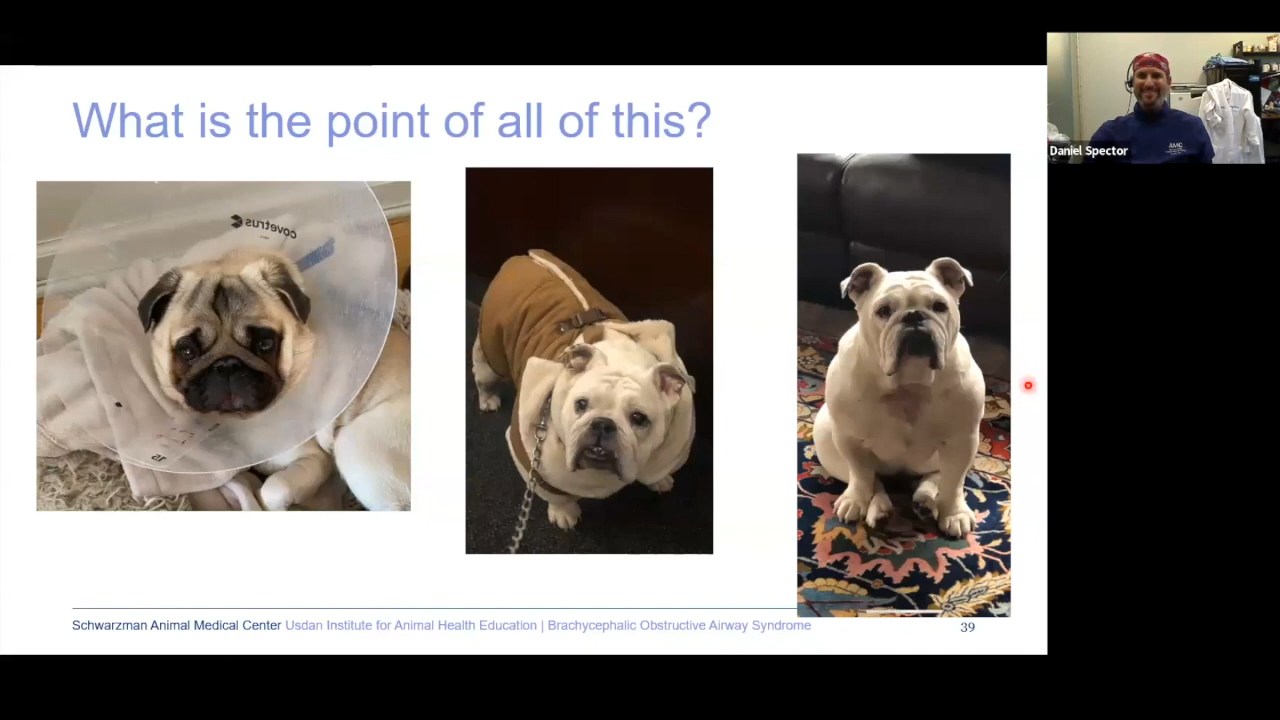 What is the point of all of this?
covetrus
Daniel Spector
AMC
Schwarzman Animal Medical Center Usdan Institute for Animal Health Education | Brachycephalic Obstructive Airway Syndrome
39